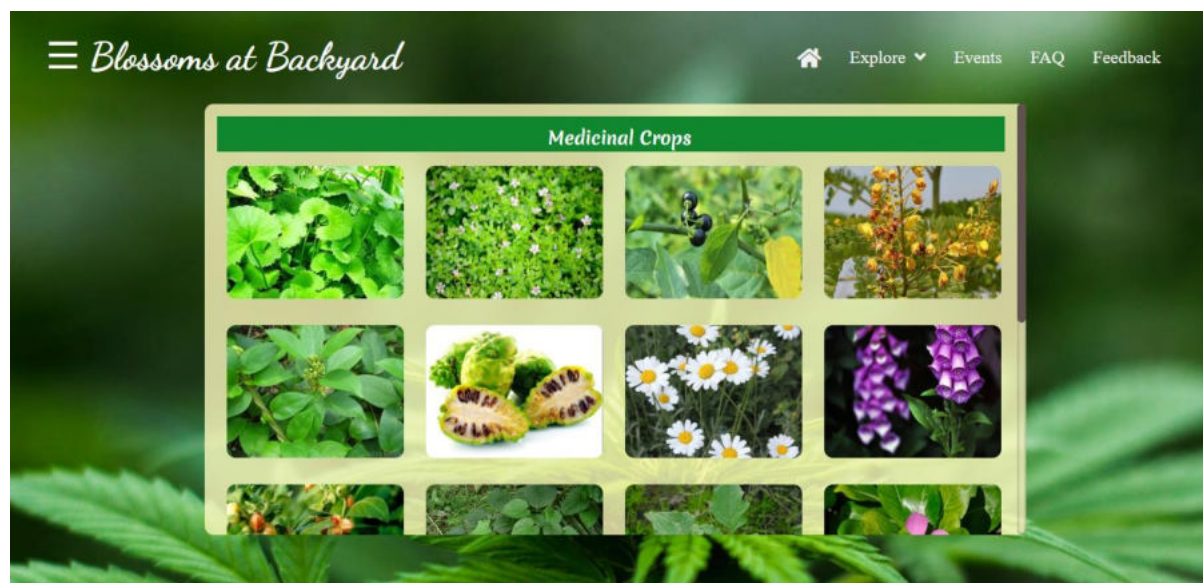 Blossoms at Backyard
Explore
Events
FAQ
Feedback
Medicinal Crops